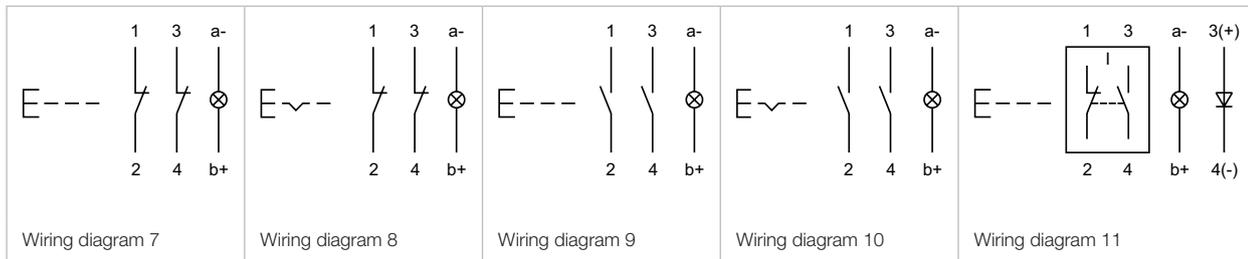 1 3 a-
2 4 b+
Wiring diagram 7
1 3 a-
2 4 b+
Wiring diagram 8
1 3 a-
2 4 b+
Wiring diagram 9
1 3 a-
2 4 b+
Wiring diagram 10
1 3 a- 3(+)
2 4 b+ 4(-)
Wiring diagram 11